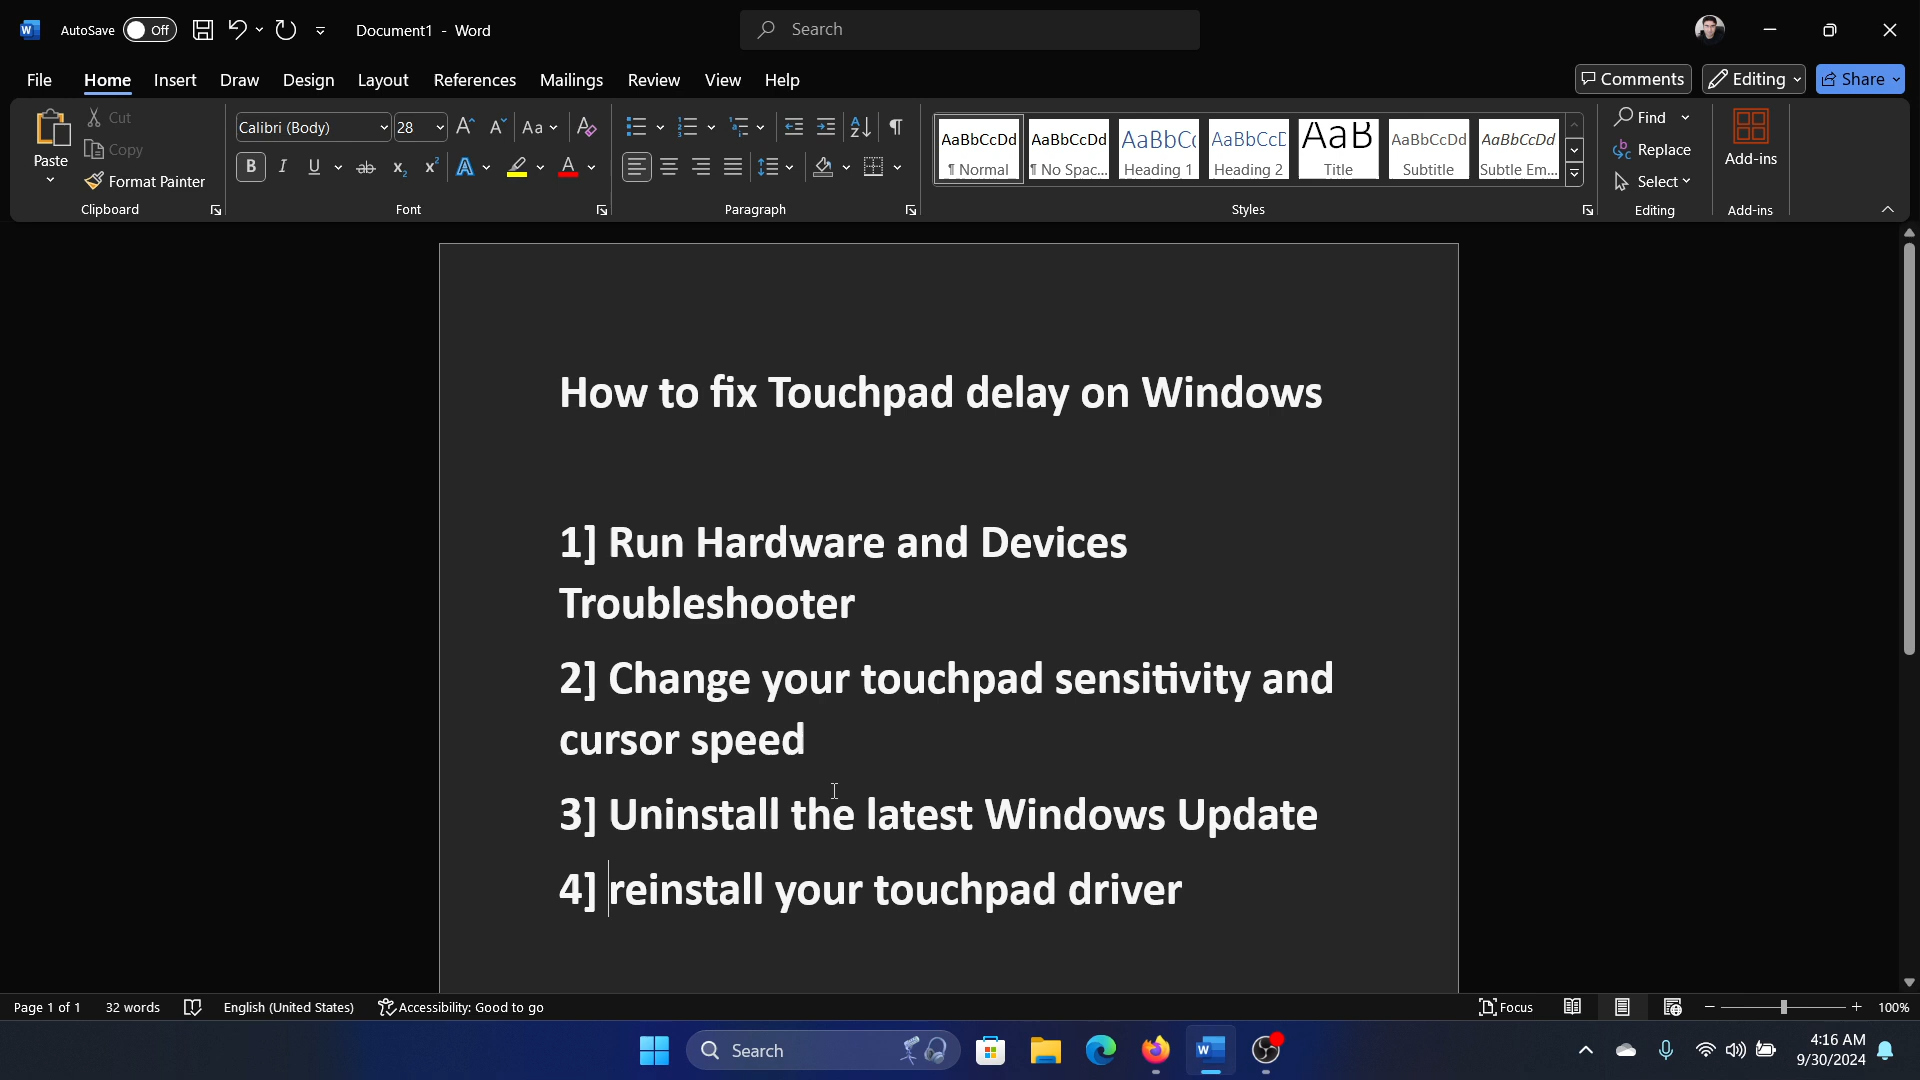 AutoSave Off Document1 - Word Search
File Home Insert Draw Design Layout References Mailings Review View Help Comments Editing Share
Paste Cut Copy Format Painter Clipboard
Calibri (Body) 28 Aa B I U ab x₂ x² A A Font
Paragraph
AaBbCcDd ¶ Normal
AaBbCcDd ¶ No Spac...
AaBbCc Heading 1
AaBbCcD Heading 2
AaB Title
AaBbCcDd Subtitle
AaBbCcDd Subtle Em...
Styles
Find Replace Select Editing
Add-ins Add-ins
How to fix Touchpad delay on Windows
1] Run Hardware and Devices
Troubleshooter
2] Change your touchpad sensitivity and
cursor speed
3] Uninstall the latest Windows Update
4] reinstall your touchpad driver
Page 1 of 1 32 words English (United States) Accessibility: Good to go Focus 100%
Search 4:16 AM
9/30/2024